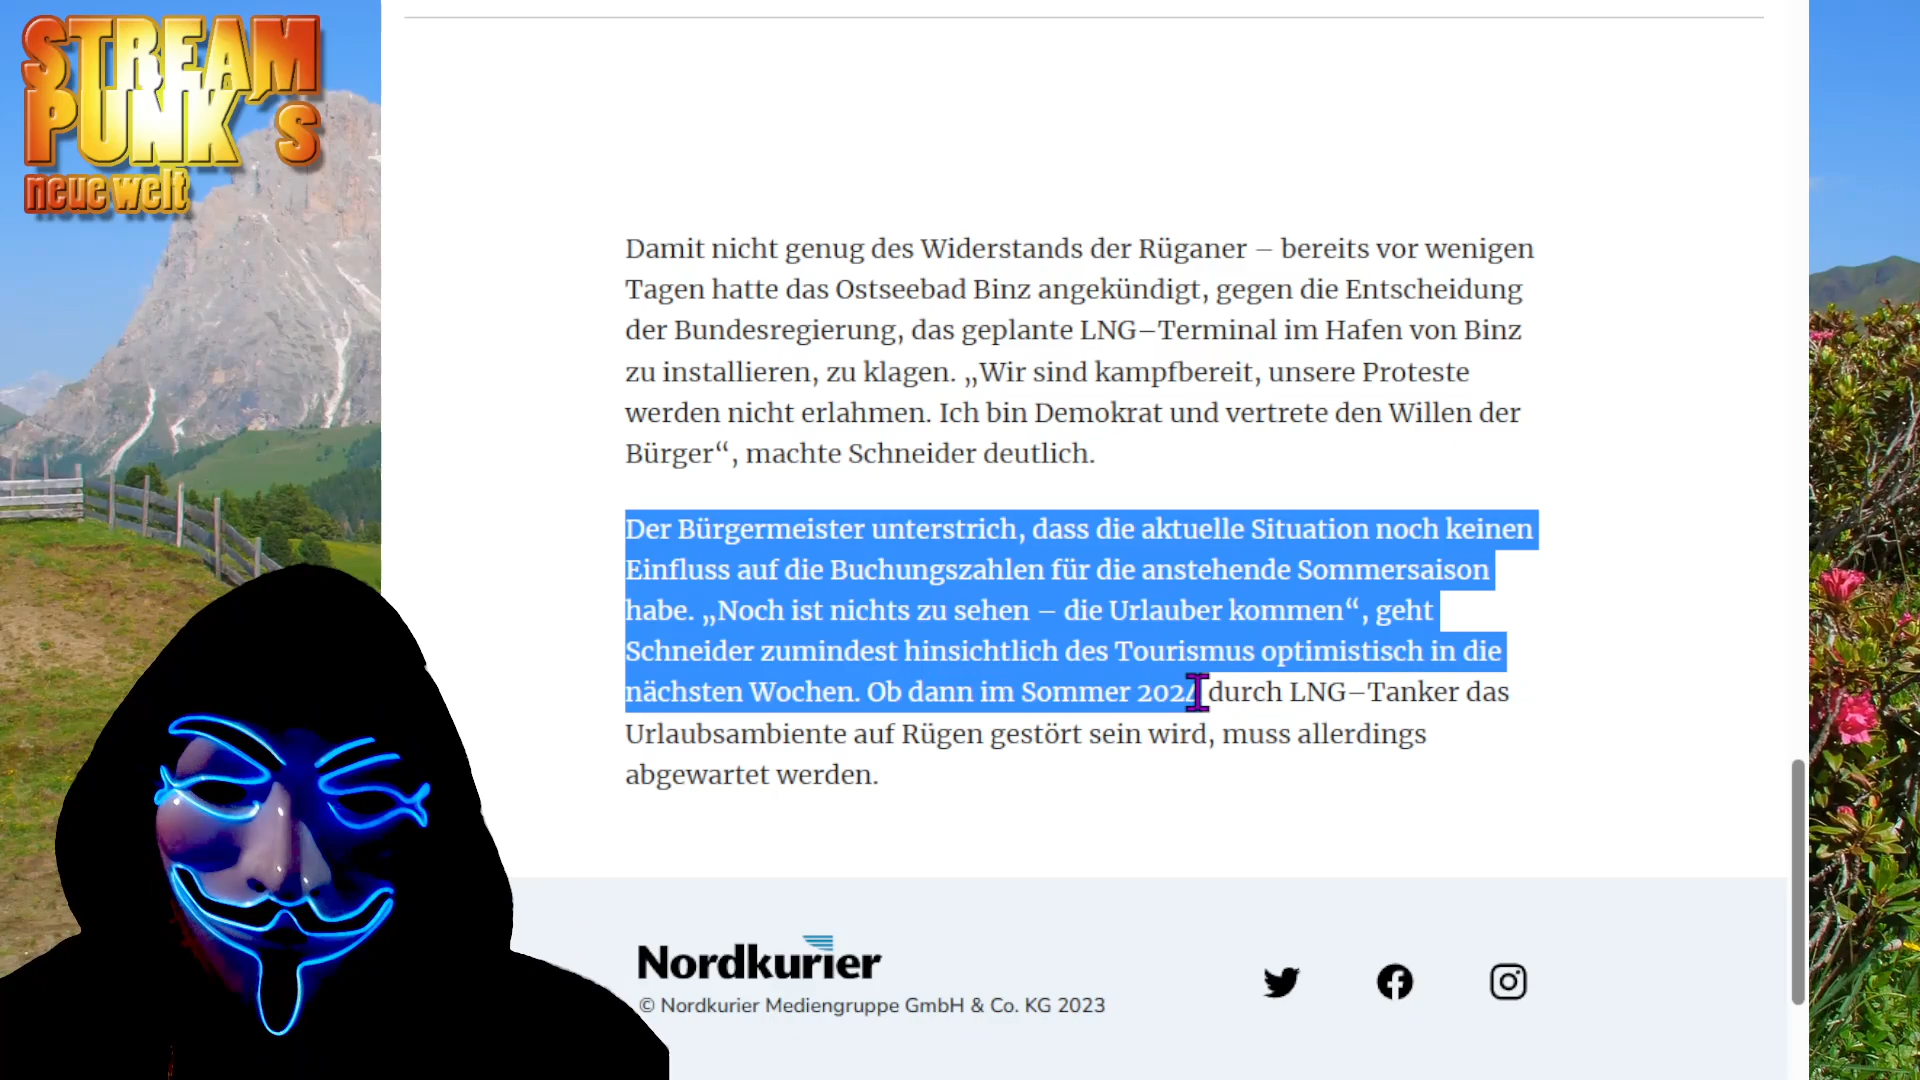 STREAM
PUNK´S
neue welt
Damit nicht genug des Widerstands der Rüganer – bereits vor wenigen
Tagen hatte das Ostseebad Binz angekündigt, gegen die Entscheidung
der Bundesregierung, das geplante LNG–Terminal im Hafen von Binz
zu installieren, zu klagen. „Wir sind kampfbereit, unsere Proteste
werden nicht erlahmen. Ich bin Demokrat und vertrete den Willen der
Bürger“, machte Schneider deutlich.
Der Bürgermeister unterstrich, dass die aktuelle Situation noch keinen
Einfluss auf die Buchungszahlen für die anstehende Sommersaison
habe. „Noch ist nichts zu sehen – die Urlauber kommen“, geht
Schneider zumindest hinsichtlich des Tourismus optimistisch in die
nächsten Wochen. Ob dann im Sommer 2024 durch LNG–Tanker das
Urlaubsambiente auf Rügen gestört sein wird, muss allerdings
abgewartet werden.
Nordkurier
© Nordkurier Mediengruppe GmbH & Co. KG 2023